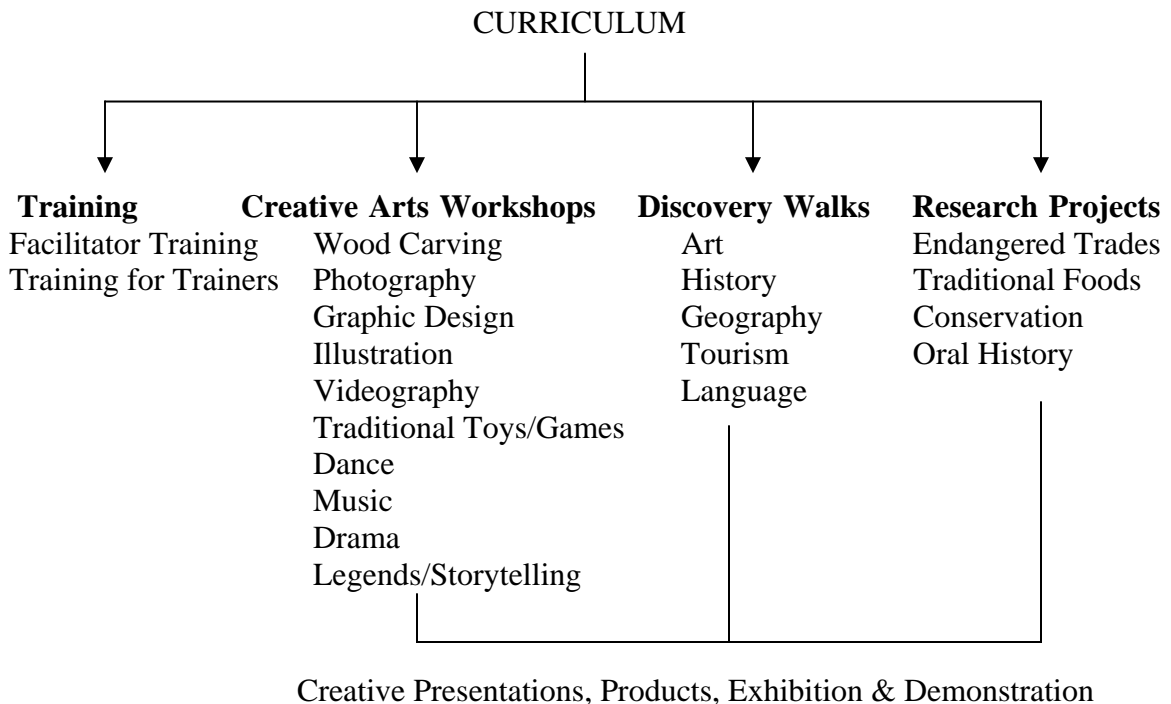 CURRICULUM
Training
Facilitator Training
Training for Trainers
Creative Arts Workshops
Wood Carving
Photography
Graphic Design
Illustration
Videography
Traditional Toys/Games
Dance
Music
Drama
Legends/Storytelling
Discovery Walks
Art
History
Geography
Tourism
Language
Research Projects
Endangered Trades
Traditional Foods
Conservation
Oral History
Creative Presentations, Products, Exhibition & Demonstration